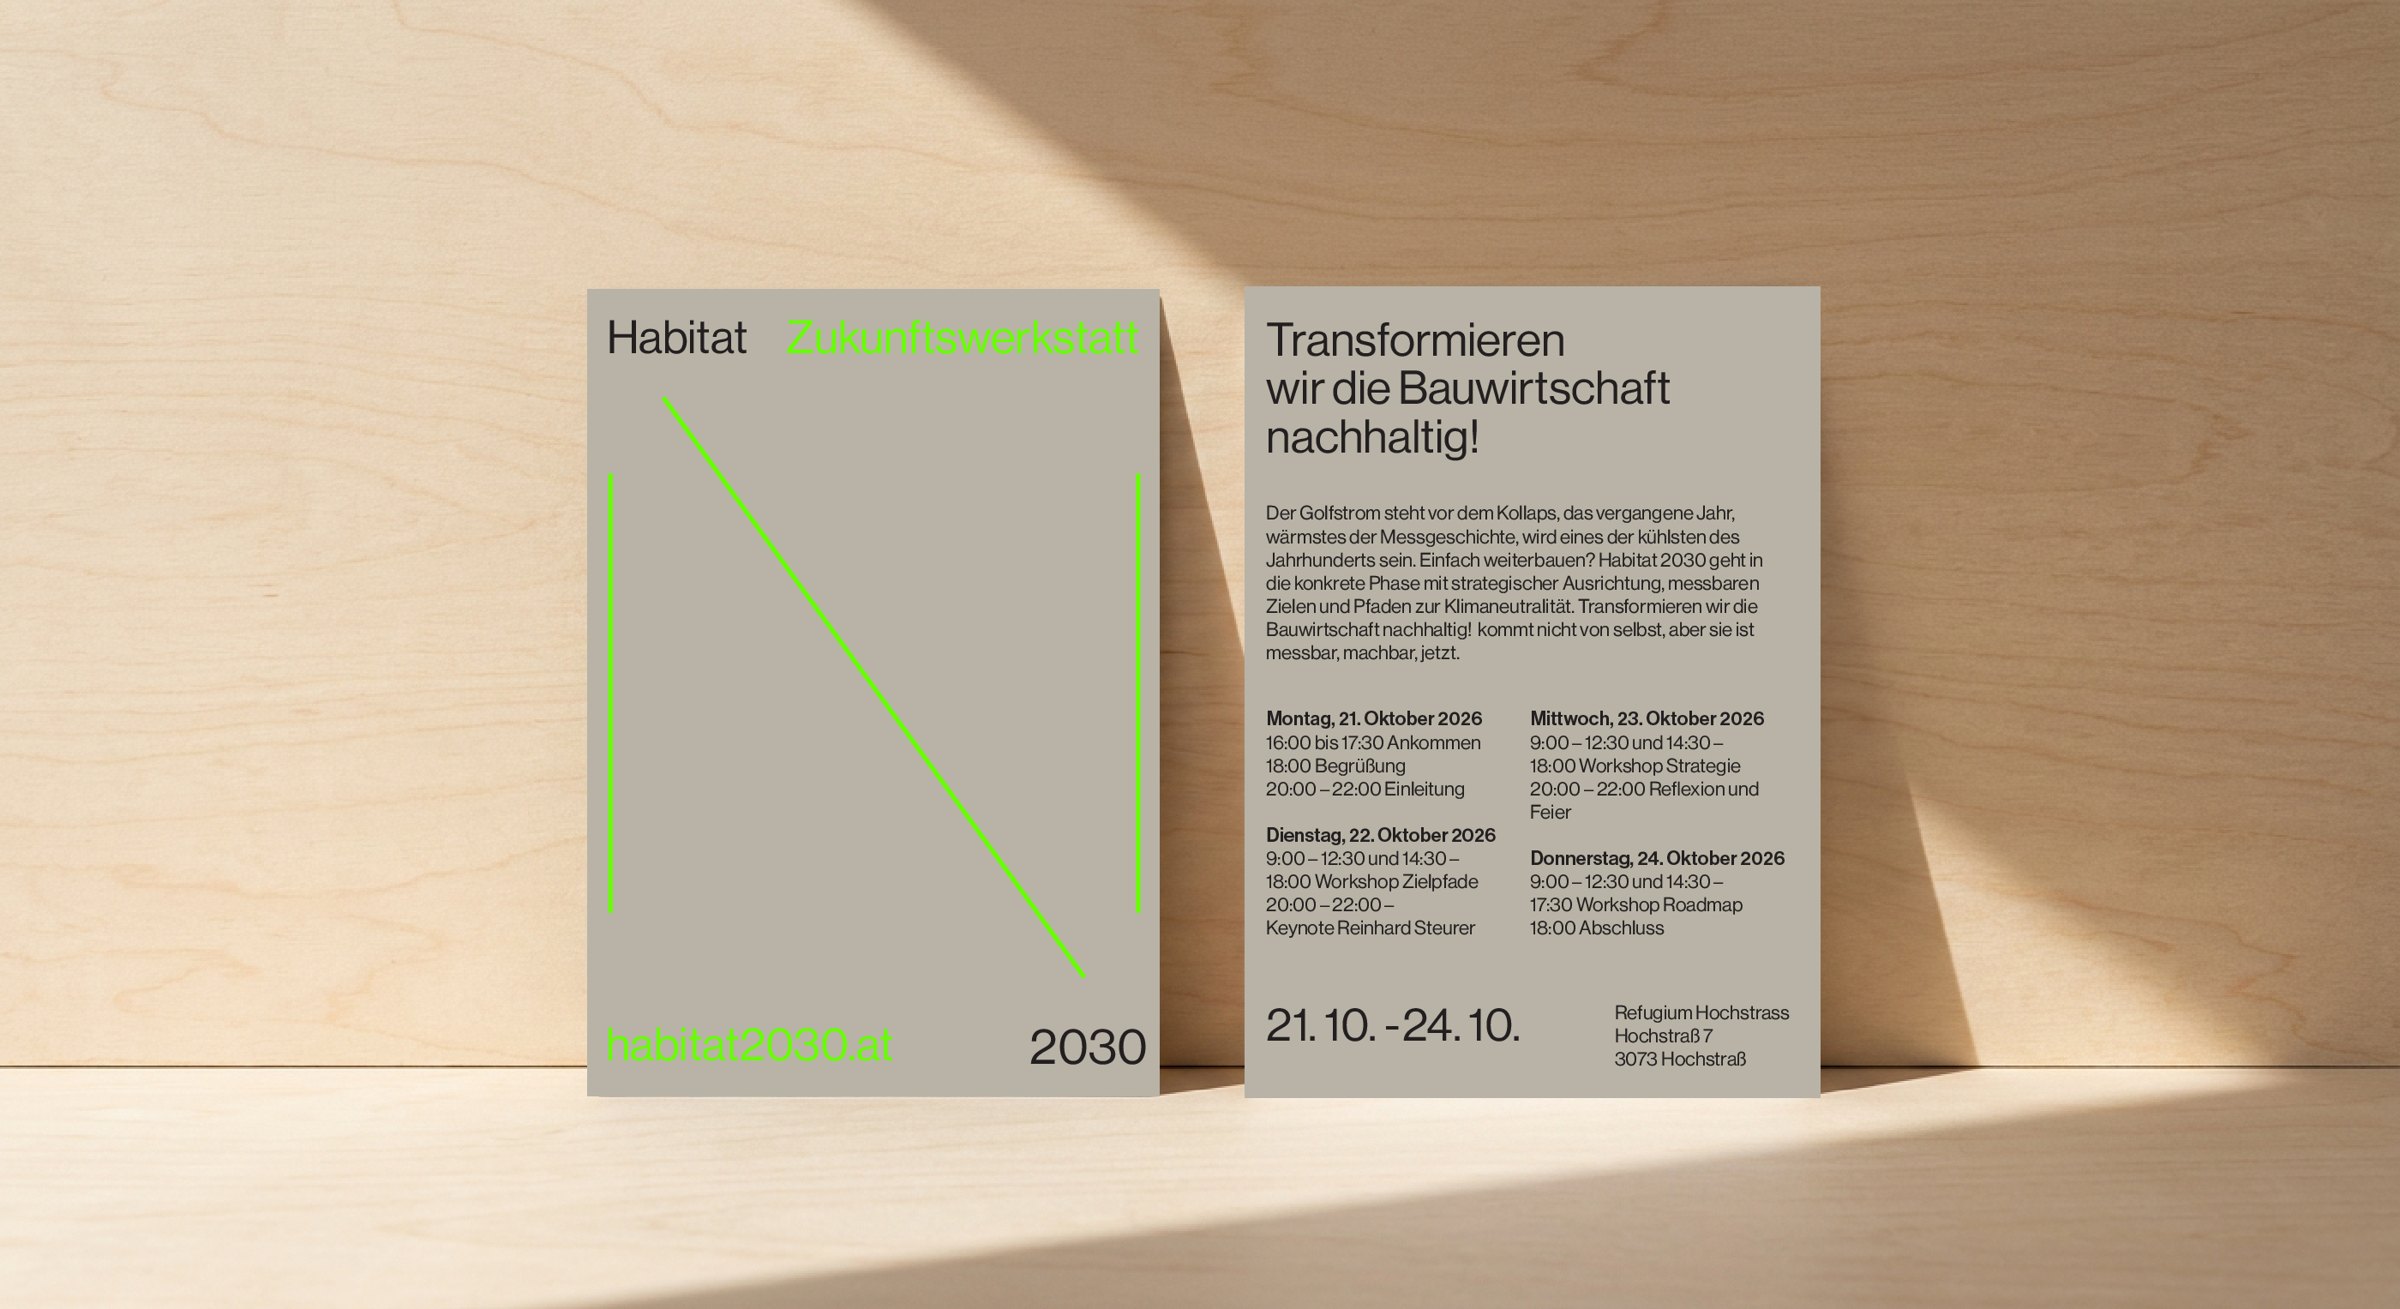 Habitat Zukunftswerkstatt
habitat2030.at 2030
Transformieren
wir die Bauwirtschaft
nachhaltig!
Der Golfstrom steht vor dem Kollaps, das vergangene Jahr,
wärmstes der Messgeschichte, wird eines der kühlsten des
Jahrhunderts sein. Einfach weiterbauen? Habitat 2030 geht in
die konkrete Phase mit strategischer Ausrichtung, messbaren
Zielen und Pfaden zur Klimaneutralität. Transformieren wir die
Bauwirtschaft nachhaltig! kommt nicht von selbst, aber sie ist
messbar, machbar, jetzt.
Montag, 21. Oktober 2026
16:00 bis 17:30 Ankommen
18:00 Begrüßung
20:00 – 22:00 Einleitung
Dienstag, 22. Oktober 2026
9:00 – 12:30 und 14:30 –
18:00 Workshop Zielpfade
20:00 – 22:00 –
Keynote Reinhard Steurer
Mittwoch, 23. Oktober 2026
9:00 – 12:30 und 14:30 –
18:00 Workshop Strategie
20:00 – 22:00 Reflexion und
Feier
Donnerstag, 24. Oktober 2026
9:00 – 12:30 und 14:30 –
17:30 Workshop Roadmap
18:00 Abschluss
21. 10. - 24. 10.
Refugium Hochstrass
Hochstraß 7
3073 Hochstraß